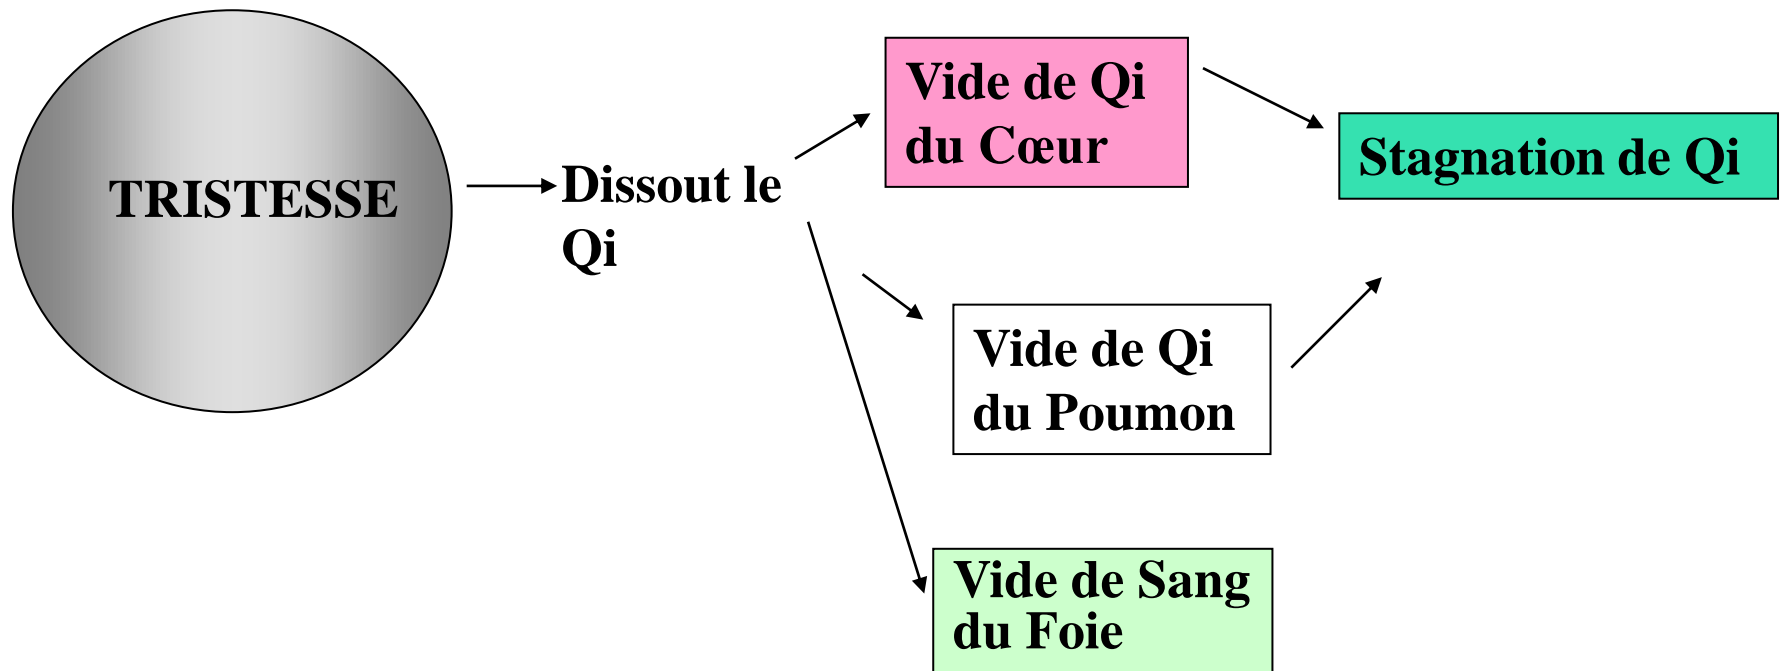 TRISTESSE
Dissout le
Qi
Vide de Qi
du Cœur
Stagnation de Qi
Vide de Qi
du Poumon
Vide de Sang
du Foie